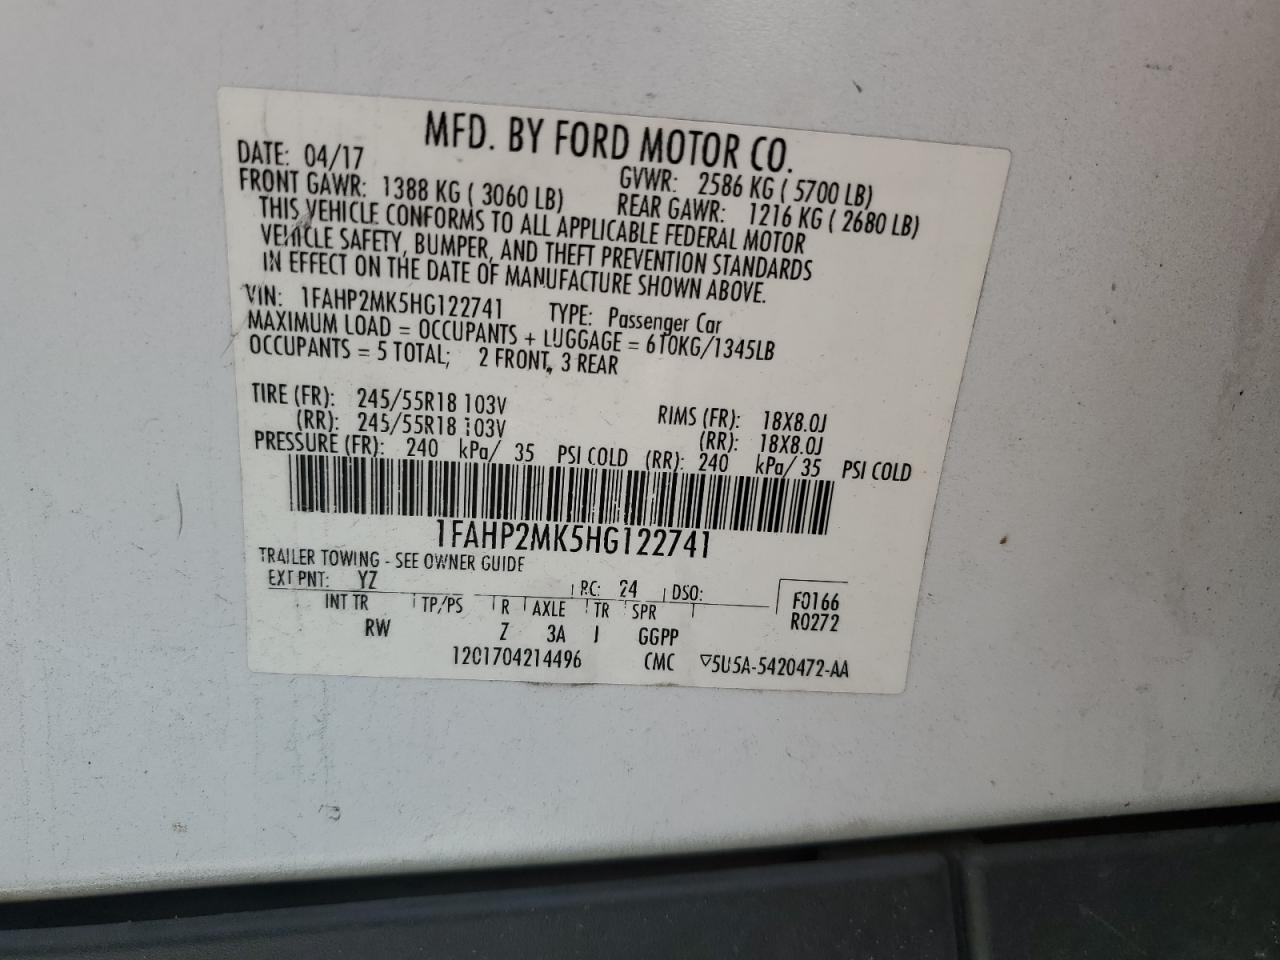 MFD. BY FORD MOTOR CO.
DATE: 04/17 GVWR: 2586 KG ( 5700 LB)
FRONT GAWR: 1388 KG ( 3060 LB) REAR GAWR: 1216 KG ( 2680 LB)
THIS VEHICLE CONFORMS TO ALL APPLICABLE FEDERAL MOTOR
VEHICLE SAFETY, BUMPER, AND THEFT PREVENTION STANDARDS
IN EFFECT ON THE DATE OF MANUFACTURE SHOWN ABOVE.
VIN: 1FAHP2MK5HG122741 TYPE: Passenger Car
MAXIMUM LOAD = OCCUPANTS + LUGGAGE = 610KG/1345LB
OCCUPANTS = 5 TOTAL; 2 FRONT, 3 REAR
TIRE (FR): 245/55R18 103V RIMS (FR): 18X8.0J
(RR): 245/55R18 103V (RR): 18X8.0J
PRESSURE (FR): 240 kPa/ 35 PSI COLD (RR): 240 kPa/ 35 PSI COLD
1FAHP2MK5HG122741
TRAILER TOWING - SEE OWNER GUIDE
EXT PNT: YZ RC: 24 DSO: F0166
INT TR TP/PS R AXLE TR SPR R0272
RW Z 3A I GGPP
1201704214496 CMC ▽5U5A-5420472-AA